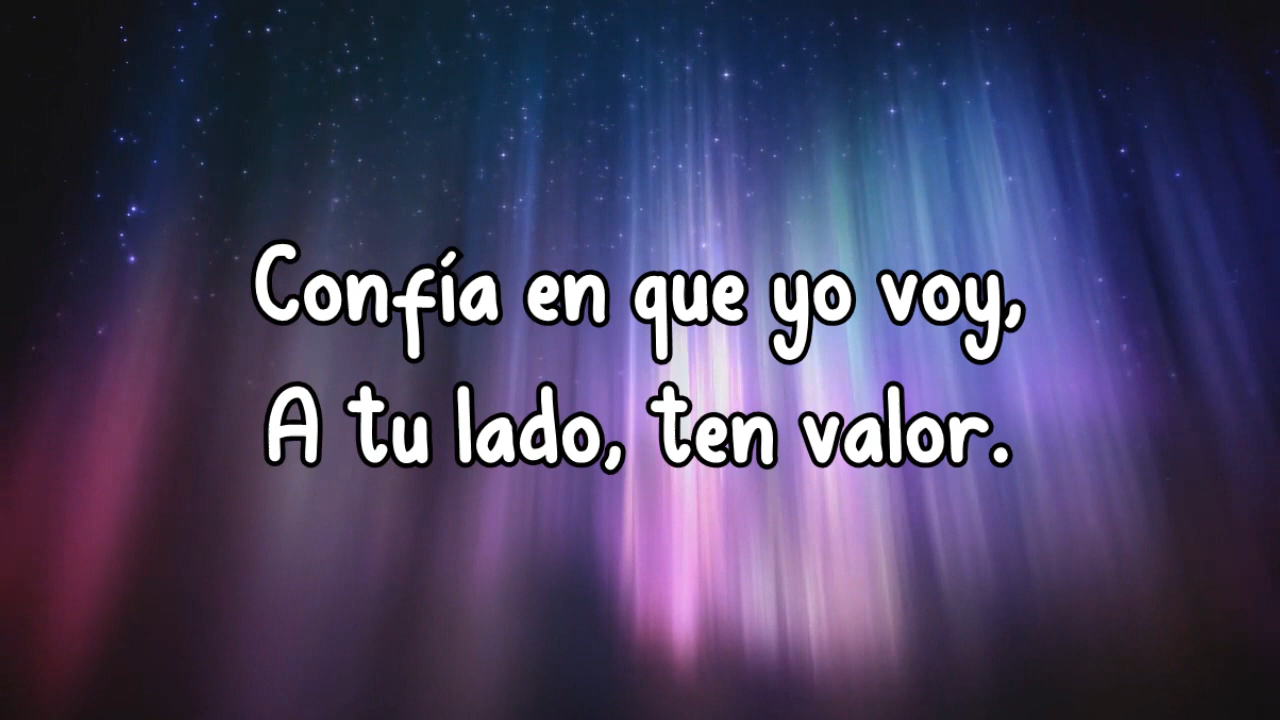 Confía en que yo voy,
A tu lado, ten valor.